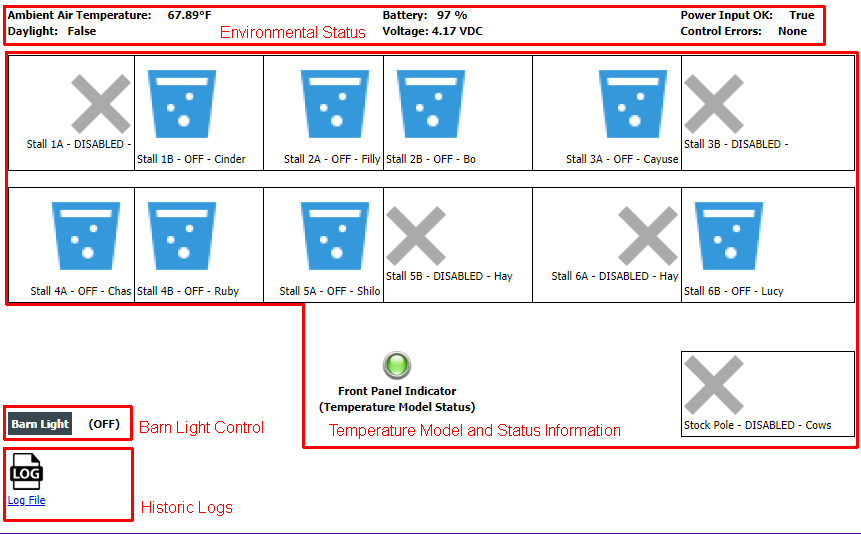 Ambient Air Temperature: 67.89°F Battery: 97 % Power Input OK: True
Daylight: False Environmental Status Voltage: 4.17 VDC Control Errors: None
Stall 1A - DISABLED -
Stall 1B - OFF - Cinder
Stall 2A - OFF - Filly
Stall 2B - OFF - Bo
Stall 3A - OFF - Cayuse
Stall 3B - DISABLED -
Stall 4A - OFF - Chas
Stall 4B - OFF - Ruby
Stall 5A - OFF - Shilo
Stall 5B - DISABLED - Hay
Stall 6A - DISABLED - Hay
Stall 6B - OFF - Lucy
Front Panel Indicator
(Temperature Model Status)
Stock Pole - DISABLED - Cows
Barn Light (OFF) Barn Light Control
Temperature Model and Status Information
LOG
Log File
Historic Logs